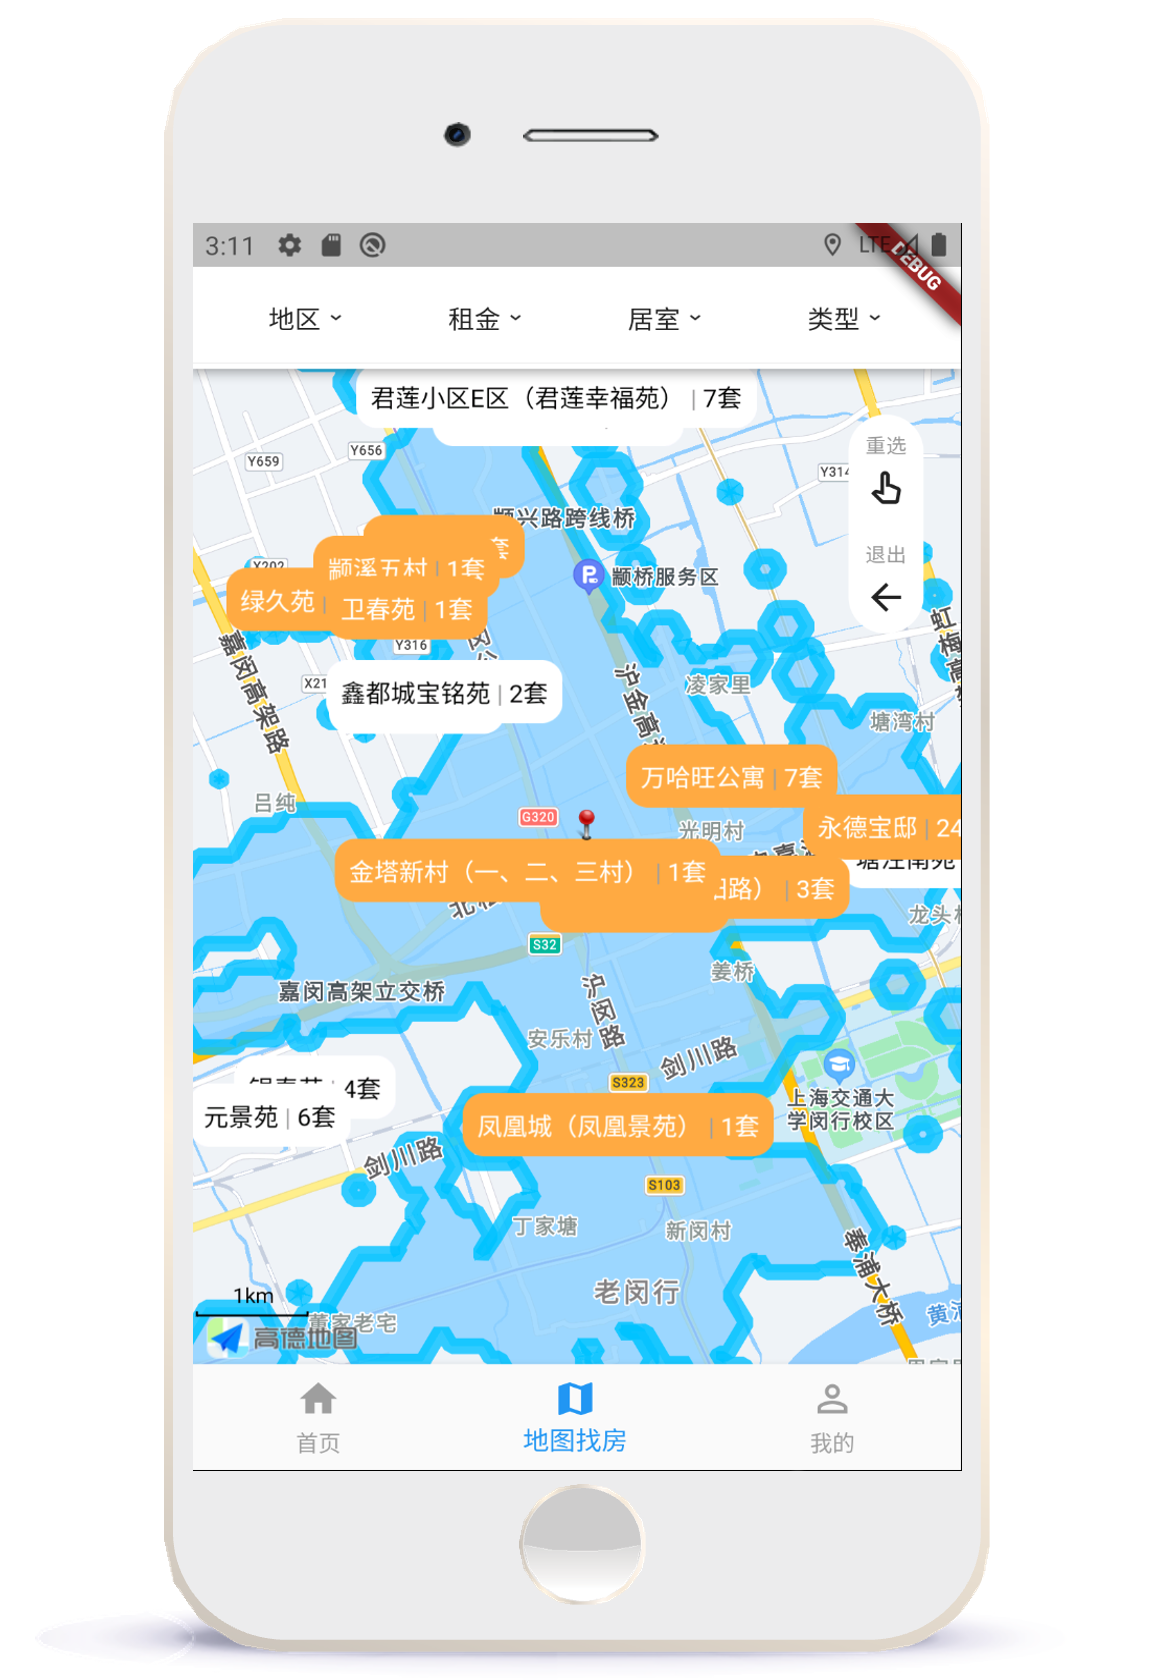 3:11
LTE
DEBUG
地区
租金
居室
类型
君莲小区E区（君莲幸福苑） | 7套
重选
退出
Y659
Y656
Y314
颛兴路跨线桥
颛桥服务区
X202
颛溪五村 | 1套
套
绿久苑 |
卫春苑 | 1套
Y316
X21
鑫都城宝铭苑 | 2套
嘉闵高架路
沪金高
凌家里
虹梅高
塘湾村
吕纯
万哈旺公寓 | 7套
G320
光明村
永德宝邸 | 24
塘泾南苑
金塔新村（一、二、三村） | 1套
路） | 3套
北
龙头
S32
姜桥
嘉闵高架立交桥
沪闵路
安乐村
剑川路
S323
4套
元景苑 | 6套
凤凰城（凤凰景苑） | 1套
上海交通大
学闵行校区
剑川路
S103
丁家塘
新闵村
奉浦大桥
老闵行
1km
董家老宅
高德地图
黄
首页
地图找房
我的